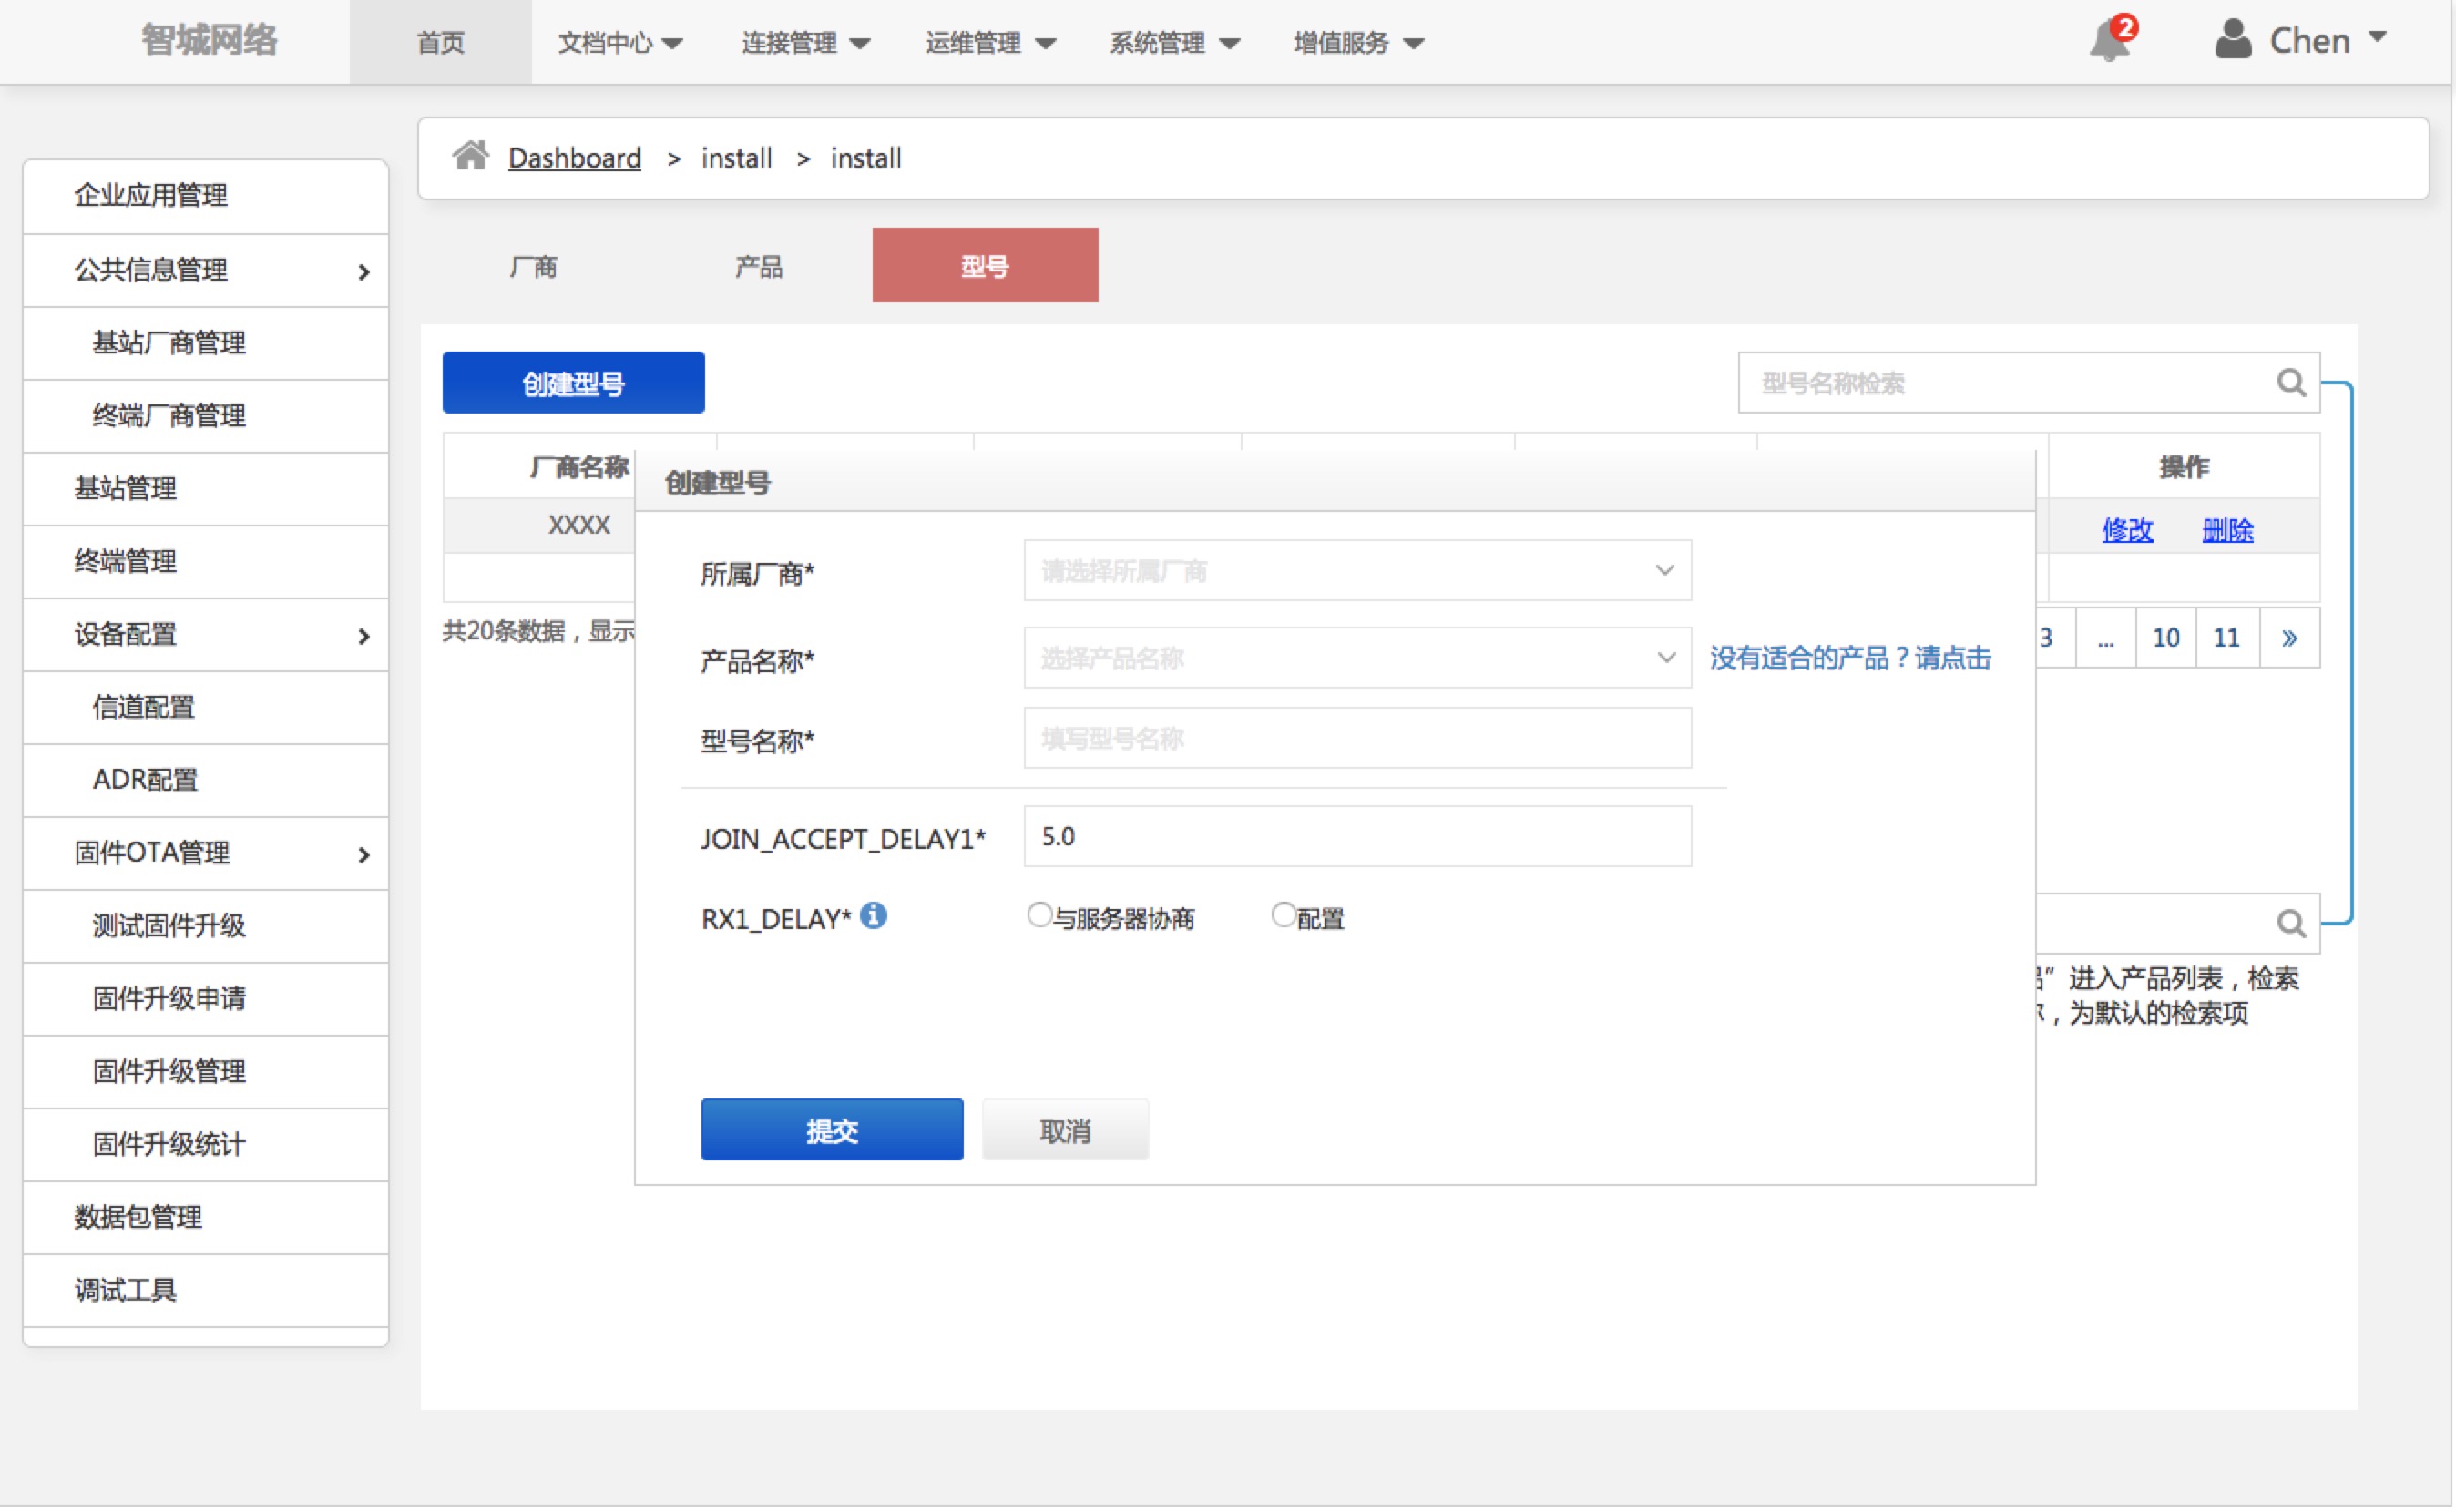 智城网络
首页
文档中心
连接管理
运维管理
系统管理
增值服务
2
Chen
Dashboard > install > install
企业应用管理
公共信息管理
基站厂商管理
终端厂商管理
基站管理
终端管理
设备配置
信道配置
ADR配置
固件OTA管理
测试固件升级
固件升级申请
固件升级管理
固件升级统计
数据包管理
调试工具
厂商
产品
型号
创建型号
型号名称检索
厂商名称
操作
XXXX
修改 删除
共20条数据，显示
3 ... 10 11 »
创建型号
所属厂商* 请选择所属厂商
产品名称* 选择产品名称 没有适合的产品？请点击
型号名称* 填写型号名称
JOIN_ACCEPT_DELAY1* 5.0
RX1_DELAY* 与服务器协商 配置
提交 取消
”进入产品列表，检索
，为默认的检索项